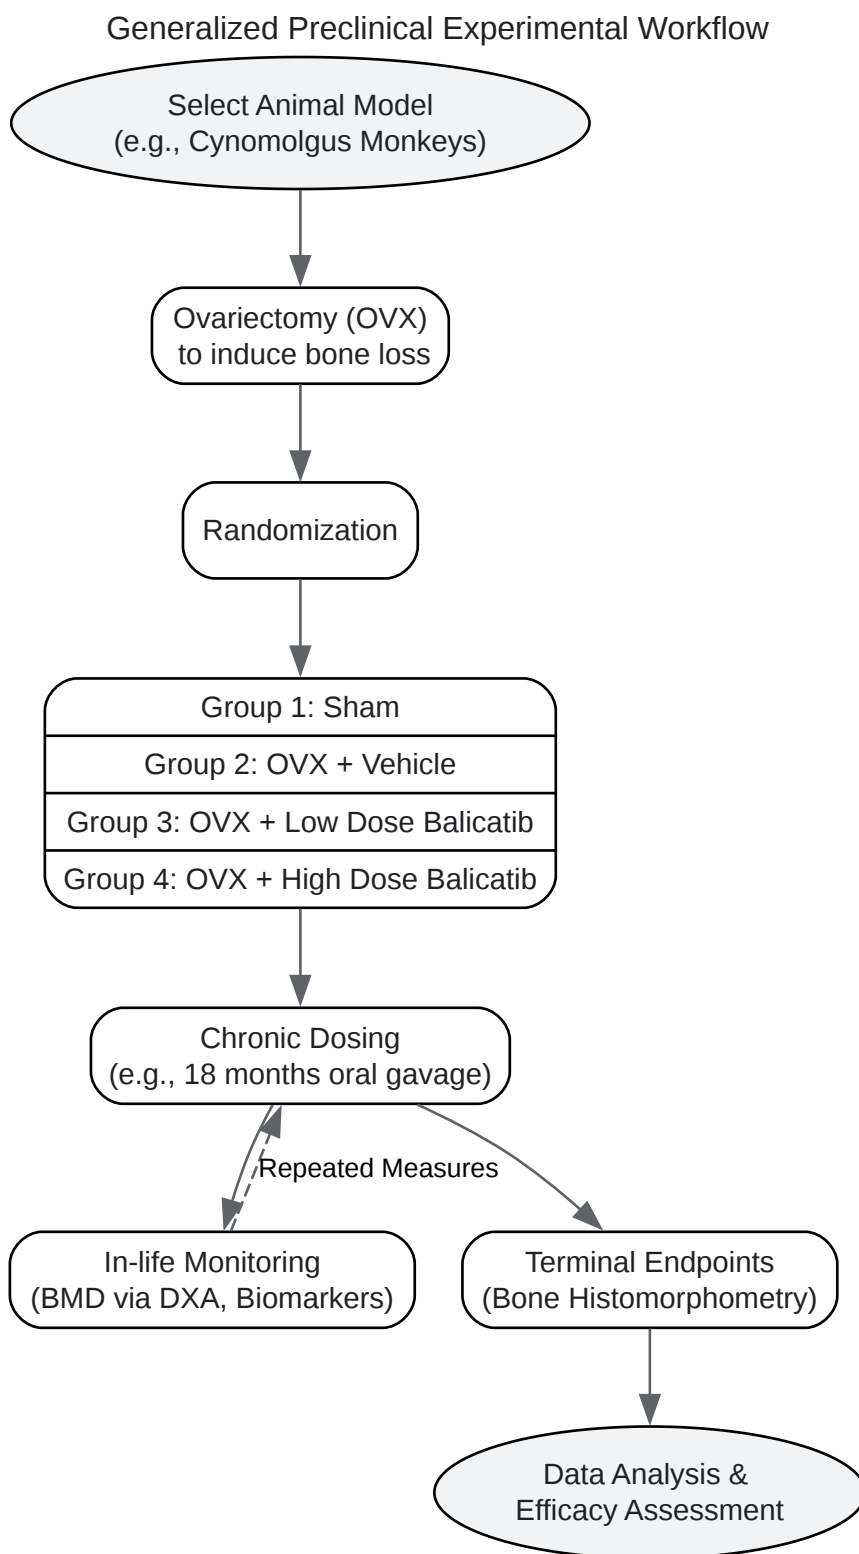 Generalized Preclinical Experimental Workflow
Select Animal Model
(e.g., Cynomolgus Monkeys)
Ovariectomy (OVX)
to induce bone loss
Randomization
Group 1: Sham
Group 2: OVX + Vehicle
Group 3: OVX + Low Dose Balicatib
Group 4: OVX + High Dose Balicatib
Chronic Dosing
(e.g., 18 months oral gavage)
Repeated Measures
In-life Monitoring
(BMD via DXA, Biomarkers)
Terminal Endpoints
(Bone Histomorphometry)
Data Analysis &
Efficacy Assessment